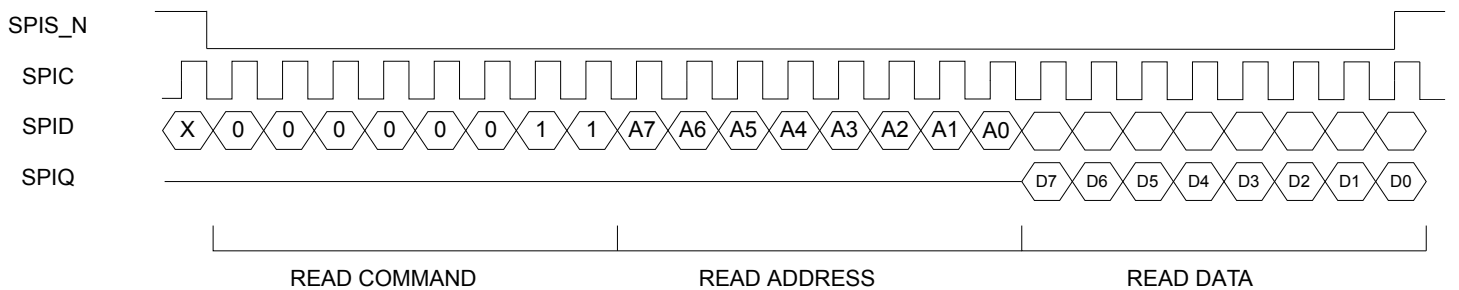 SPIS_N
SPIC
SPID X 0 0 0 0 0 0 1 1 A7 A6 A5 A4 A3 A2 A1 A0
SPIQ D7 D6 D5 D4 D3 D2 D1 D0
READ COMMAND READ ADDRESS READ DATA